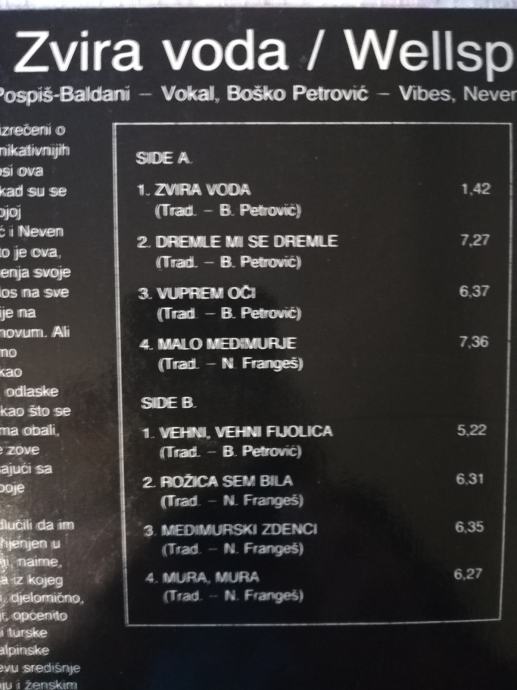 Zvira voda / Wellsp
Pospiš-Baldani – Vokal, Boško Petrović – Vibes, Neven
izrečeni o
nikativnijih
osi ova
kad su se
ojoj
ć i Neven
to je ova,
enja svoje
los na sve
ije na
novum. Ali
mo
kao
, odlaske
kao što se
ma obali,
e zove
ajući sa
boje
dlučili da im
hjenjen u
ji, naime,
a iz kojeg
i, djelomično,
r, općenito
i turske
alpinske
evu središnje
ju i ženskim
SIDE A.
1. ZVIRA VODA 1,42
(Trad. – B. Petrović)
2. DREMLE MI SE DREMLE 7,27
(Trad. – B. Petrović)
3. VUPREM OČI 6,37
(Trad. – B. Petrović)
4. MALO MEĐIMURJE 7,36
(Trad. – N. Frangeš)
SIDE B.
1. VEHNI, VEHNI FIJOLICA 5,22
(Trad. – B. Petrović)
2. ROŽICA SEM BILA 6,31
(Trad. – N. Frangeš)
3. MEĐIMURSKI ZDENCI 6,35
(Trad. – N. Frangeš)
4. MURA, MURA 6,27
(Trad. – N. Frangeš)